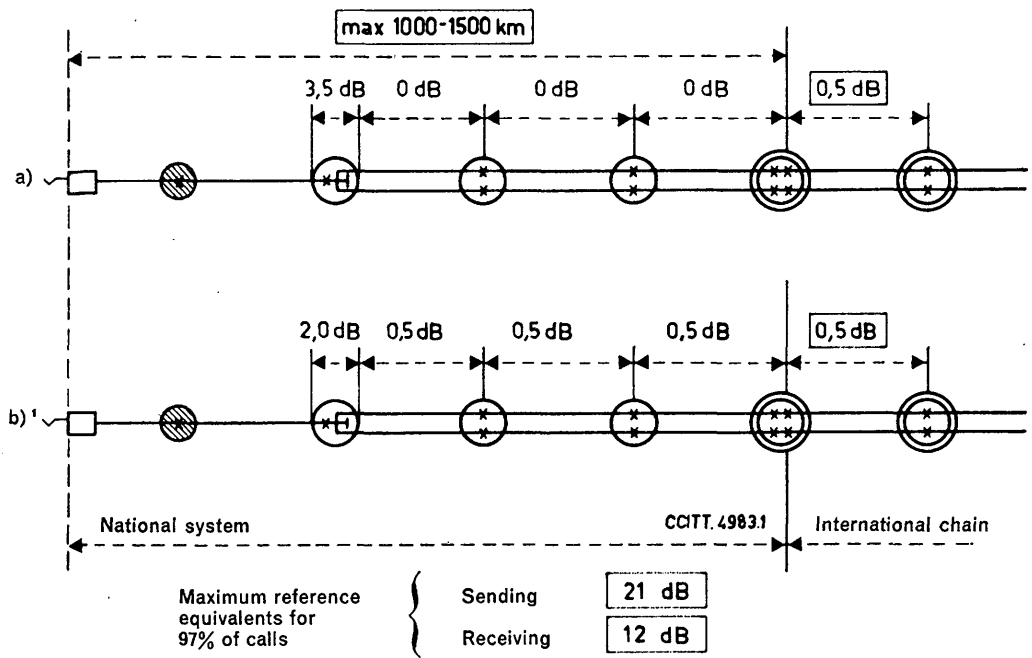 max 1000-1500 km
3,5 dB 0 dB 0 dB 0 dB 0,5 dB
a)
2,0 dB 0,5 dB 0,5 dB 0,5 dB 0,5 dB
b) 1
National system CCITT. 4983.1 International chain
Maximum reference equivalents for 97% of calls
Sending 21 dB
Receiving 12 dB